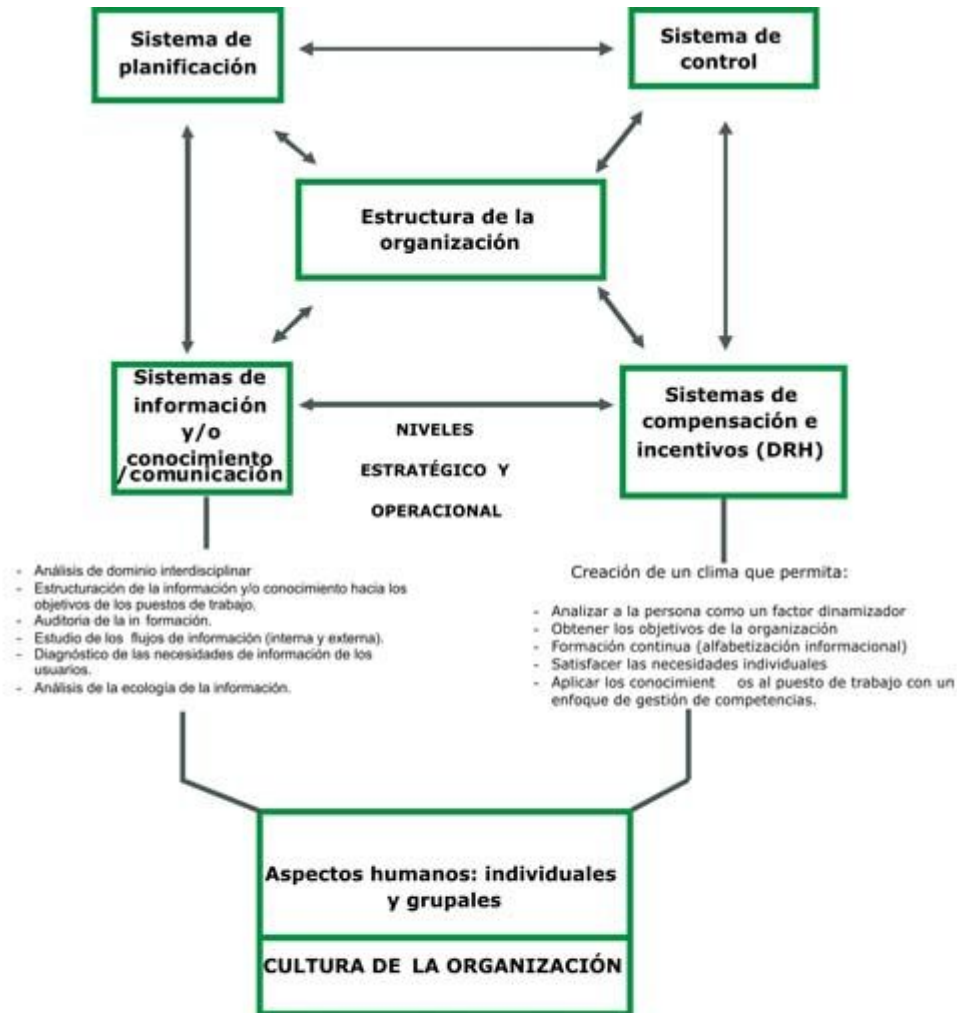 Sistema de
planificación
Sistema de
control
Estructura de la
organización
Sistemas de
información
y/o
conocimiento
/comunicación
NIVELES
ESTRATÉGICO Y
OPERACIONAL
Sistemas de
compensación e
incentivos (DRH)
- Análisis de dominio interdisciplinar
- Estructuración de la información y/o conocimiento hacia los
objetivos de los puestos de trabajo.
- Auditoria de la in formación.
- Estudio de los flujos de información (interna y externa).
- Diagnóstico de las necesidades de información de los
usuarios.
- Análisis de la ecología de la información.
Creación de un clima que permita:
- Analizar a la persona como un factor dinamizador
- Obtener los objetivos de la organización
- Formación continua (alfabetización informacional)
- Satisfacer las necesidades individuales
- Aplicar los conocimient os al puesto de trabajo con un
enfoque de gestión de competencias.
Aspectos humanos: individuales
y grupales
CULTURA DE LA ORGANIZACIÓN